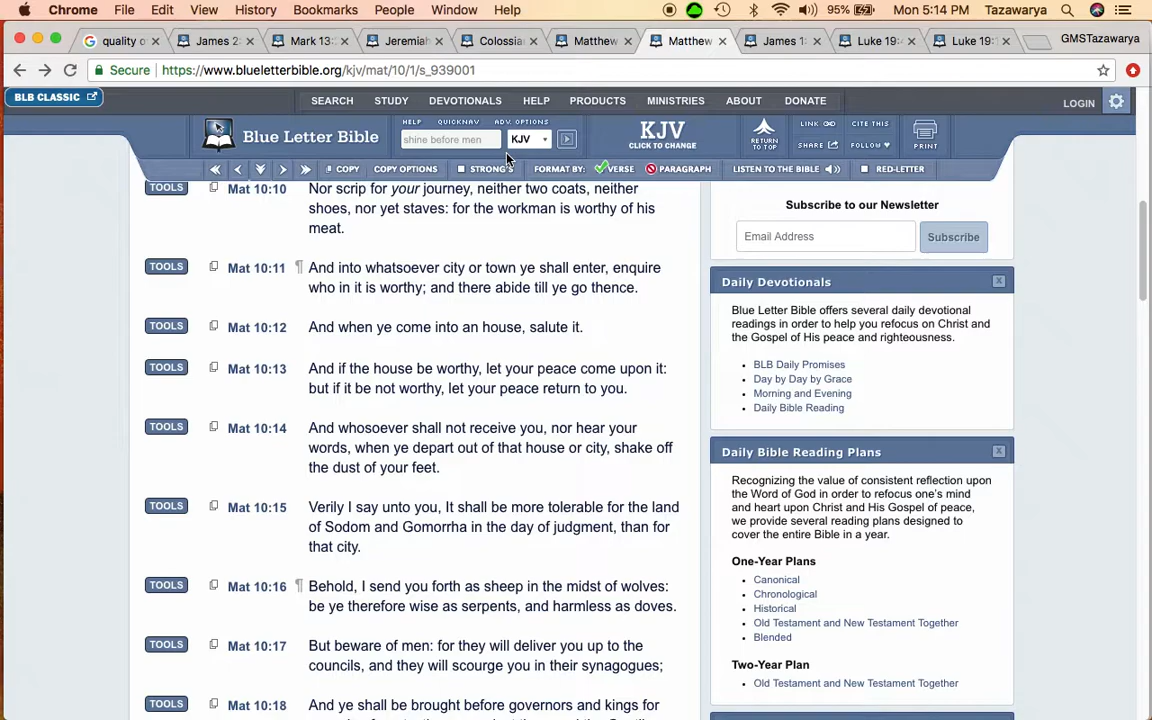 Chrome File Edit View History Bookmarks People Window Help 95% Mon 5:14 PM Tazawarya
quality o James 2: Mark 13: Jeremiah Colossia Matthew Matthew James 1: Luke 19: Luke 19: GMSTazawarya
Secure https://www.blueletterbible.org/kjv/mat/10/1/s_939001
BLB CLASSIC
SEARCH STUDY DEVOTIONALS HELP PRODUCTS MINISTRIES ABOUT DONATE LOGIN
Blue Letter Bible
HELP QUICKNAV ADV. OPTIONS
shine before men KJV
KJV
CLICK TO CHANGE
RETURN TO TOP
LINK CITE THIS
SHARE FOLLOW PRINT
COPY COPY OPTIONS STRONG'S FORMAT BY: VERSE PARAGRAPH LISTEN TO THE BIBLE RED-LETTER
TOOLS Mat 10:10 Nor scrip for your journey, neither two coats, neither
shoes, nor yet staves: for the workman is worthy of his
meat.
TOOLS Mat 10:11 ¶ And into whatsoever city or town ye shall enter, enquire
who in it is worthy; and there abide till ye go thence.
TOOLS Mat 10:12 And when ye come into an house, salute it.
TOOLS Mat 10:13 And if the house be worthy, let your peace come upon it:
but if it be not worthy, let your peace return to you.
TOOLS Mat 10:14 And whosoever shall not receive you, nor hear your
words, when ye depart out of that house or city, shake off
the dust of your feet.
TOOLS Mat 10:15 Verily I say unto you, It shall be more tolerable for the
land of Sodom and Gomorrha in the day of judgment, than for
that city.
TOOLS Mat 10:16 ¶ Behold, I send you forth as sheep in the midst of wolves:
be ye therefore wise as serpents, and harmless as doves.
TOOLS Mat 10:17 But beware of men: for they will deliver you up to the
councils, and they will scourge you in their synagogues;
TOOLS Mat 10:18 And ye shall be brought before governors and kings for
Subscribe to our Newsletter
Email Address Subscribe
Daily Devotionals
Blue Letter Bible offers several daily devotional
readings in order to help you refocus on Christ and
the Gospel of His peace and righteousness.
BLB Daily Promises
Day by Day by Grace
Morning and Evening
Daily Bible Reading
Daily Bible Reading Plans
Recognizing the value of consistent reflection upon
the Word of God in order to refocus one's mind
and heart upon Christ and His Gospel of peace,
we provide several reading plans designed to
cover the entire Bible in a year.
One-Year Plans
Canonical
Chronological
Historical
Old Testament and New Testament Together
Blended
Two-Year Plan
Old Testament and New Testament Together